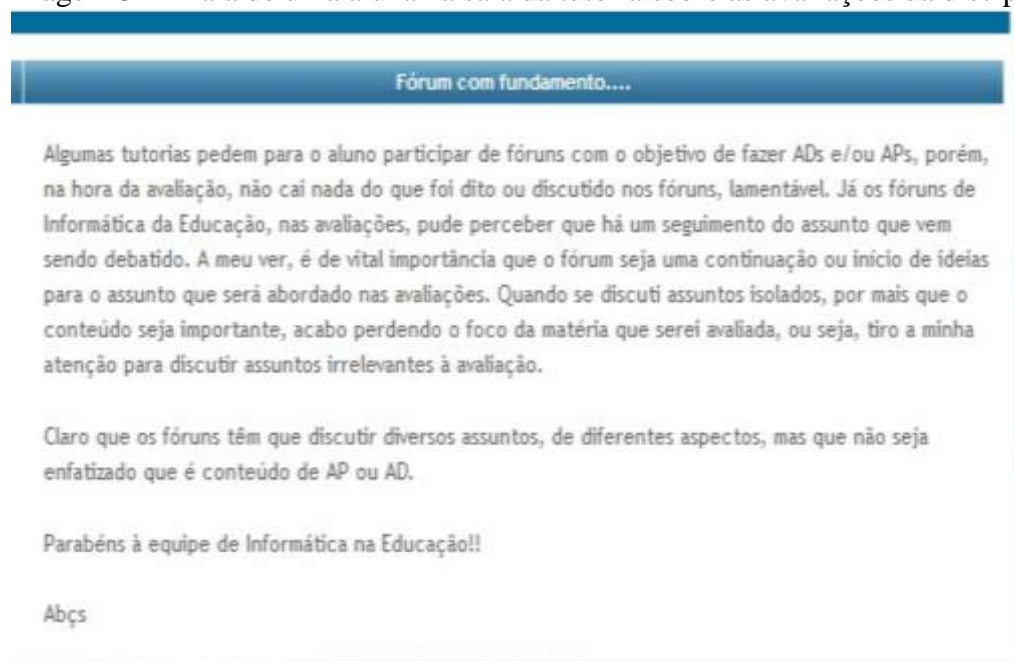 Fórum com fundamento....
Algumas tutorias pedem para o aluno participar de fóruns com o objetivo de fazer ADs e/ou APs, porém,
na hora da avaliação, não cai nada do que foi dito ou discutido nos fóruns, lamentável. Já os fóruns de
Informática da Educação, nas avaliações, pude perceber que há um seguimento do assunto que vem
sendo debatido. A meu ver, é de vital importância que o fórum seja uma continuação ou início de ideias
para o assunto que será abordado nas avaliações. Quando se discuti assuntos isolados, por mais que o
conteúdo seja importante, acabo perdendo o foco da matéria que serei avaliada, ou seja, tiro a minha
atenção para discutir assuntos irrelevantes à avaliação.
Claro que os fóruns têm que discutir diversos assuntos, de diferentes aspectos, mas que não seja
enfatizado que é conteúdo de AP ou AD.
Parabéns à equipe de Informática na Educação!!
Abçs